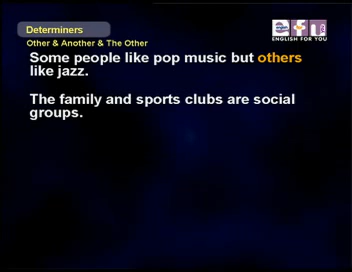 Determiners
Other & Another & The Other
ENGLISH FOR YOU
Some people like pop music but others
like jazz.
The family and sports clubs are social
groups.